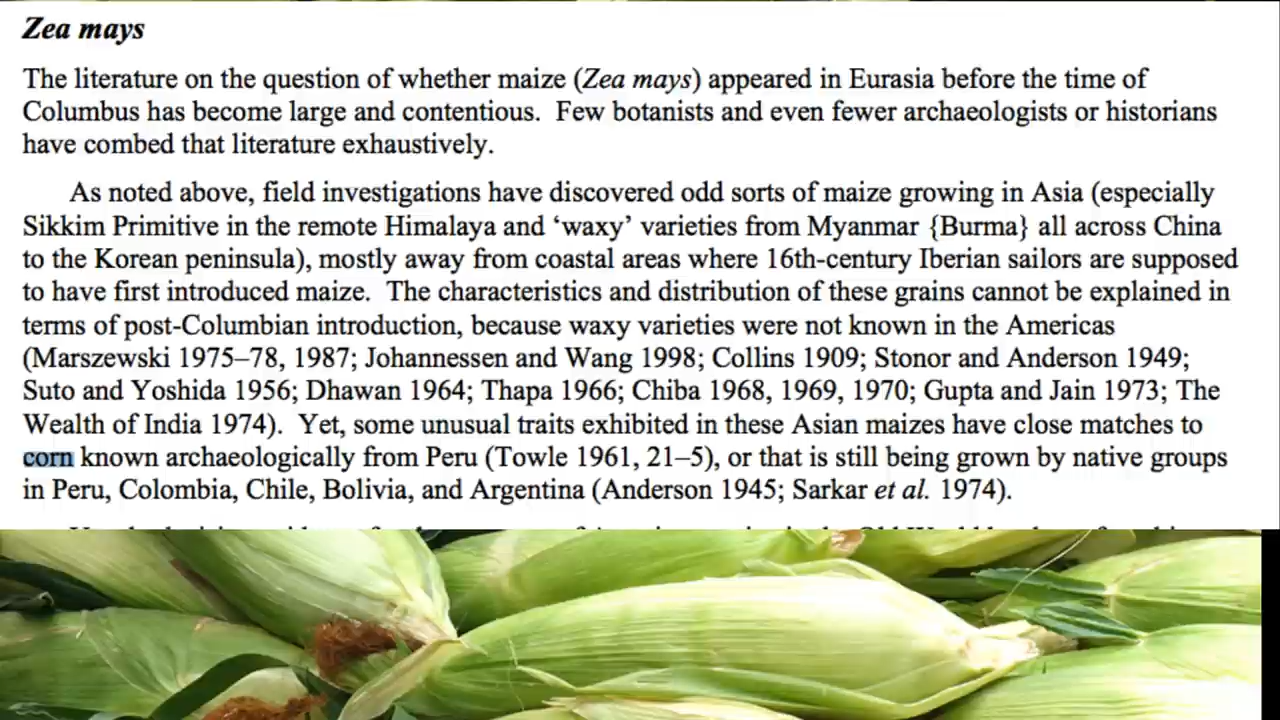 Zea mays
The literature on the question of whether maize (Zea mays) appeared in Eurasia before the time of
Columbus has become large and contentious.  Few botanists and even fewer archaeologists or historians
have combed that literature exhaustively.
As noted above, field investigations have discovered odd sorts of maize growing in Asia (especially
Sikkim Primitive in the remote Himalaya and ‘waxy’ varieties from Myanmar {Burma} all across China
to the Korean peninsula), mostly away from coastal areas where 16th-century Iberian sailors are supposed
to have first introduced maize.  The characteristics and distribution of these grains cannot be explained in
terms of post-Columbian introduction, because waxy varieties were not known in the Americas
(Marszewski 1975–78, 1987; Johannessen and Wang 1998; Collins 1909; Stonor and Anderson 1949;
Suto and Yoshida 1956; Dhawan 1964; Thapa 1966; Chiba 1968, 1969, 1970; Gupta and Jain 1973; The
Wealth of India 1974).  Yet, some unusual traits exhibited in these Asian maizes have close matches to
corn known archaeologically from Peru (Towle 1961, 21–5), or that is still being grown by native groups
in Peru, Colombia, Chile, Bolivia, and Argentina (Anderson 1945; Sarkar et al. 1974).